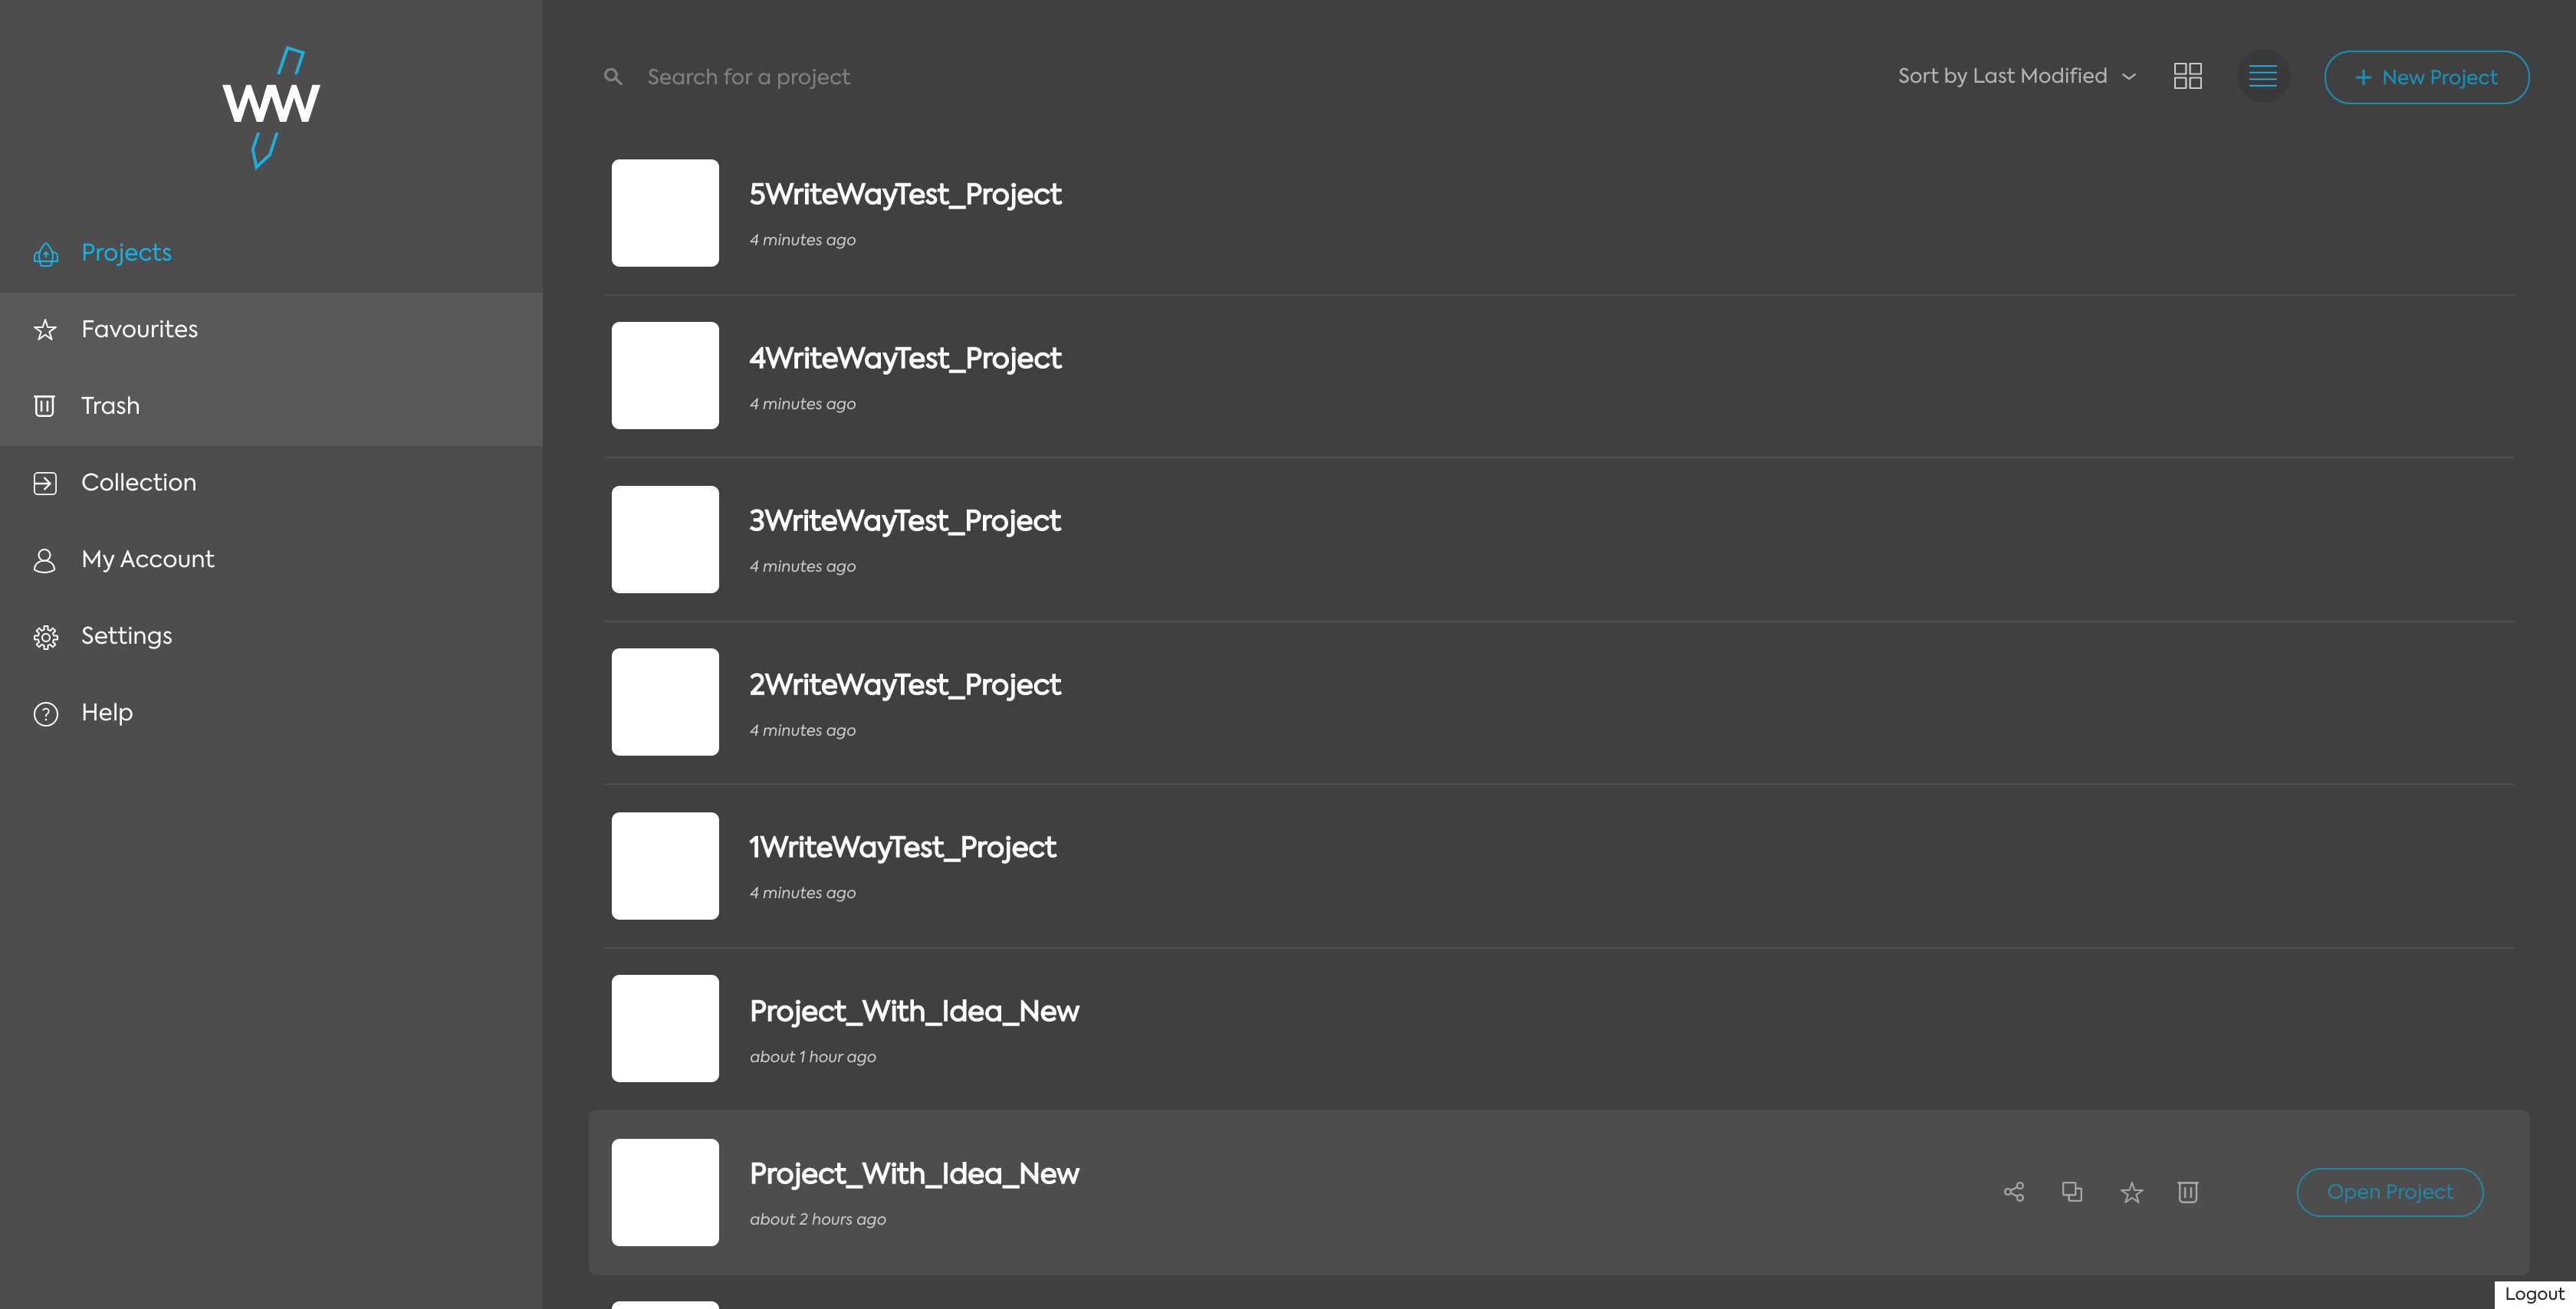 WW
Projects
Favourites
Trash
Collection
My Account
Settings
Help
Search for a project
Sort by Last Modified
+ New Project
5WriteWayTest_Project
4 minutes ago
4WriteWayTest_Project
4 minutes ago
3WriteWayTest_Project
4 minutes ago
2WriteWayTest_Project
4 minutes ago
1WriteWayTest_Project
4 minutes ago
Project_With_Idea_New
about 1 hour ago
Project_With_Idea_New
about 2 hours ago
Open Project
Logout